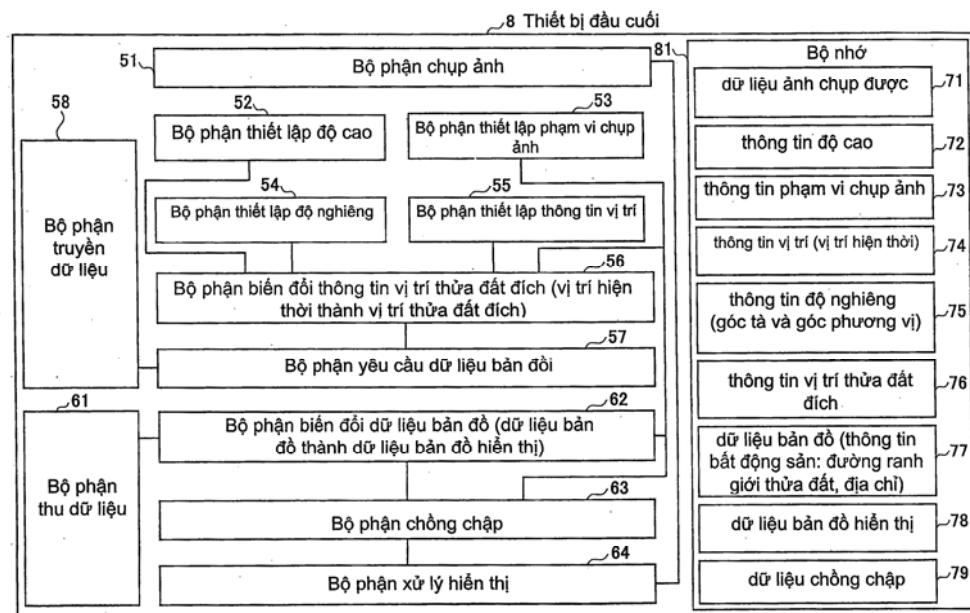 8 Thiết bị đầu cuối
51
Bộ phận chụp ảnh
52
Bộ phận thiết lập độ cao
53
Bộ phận thiết lập phạm vi chụp
ảnh
58
Bộ phận
truyền
dữ liệu
54
Bộ phận thiết lập độ nghiêng
55
Bộ phận thiết lập thông tin vị trí
56
Bộ phận biến đổi thông tin vị trí thửa đất đích (vị trí hiện
thời thành vị trí thửa đất đích)
57
Bộ phận yêu cầu dữ liệu bản đồi
61
Bộ phận
thu dữ liệu
62
Bộ phận biến đổi dữ liệu bản đồ (dữ liệu bản
đồ thành dữ liệu bản đồ hiển thị)
63
Bộ phận chồng chập
64
Bộ phận xử lý hiển thị
81
Bộ nhớ
dữ liệu ảnh chụp được
71
thông tin độ cao
72
thông tin phạm vi chụp ảnh
73
thông tin vị trí (vị trí hiện thời)
74
thông tin độ nghiêng
(góc tà và góc phương vị)
75
thông tin vị trí thửa đất
đích
76
dữ liệu bản đồ (thông tin
bất động sản: đường ranh
giới thửa đất, địa chỉ)
77
dữ liệu bản đồ hiển thị
78
dữ liệu chồng chập
79